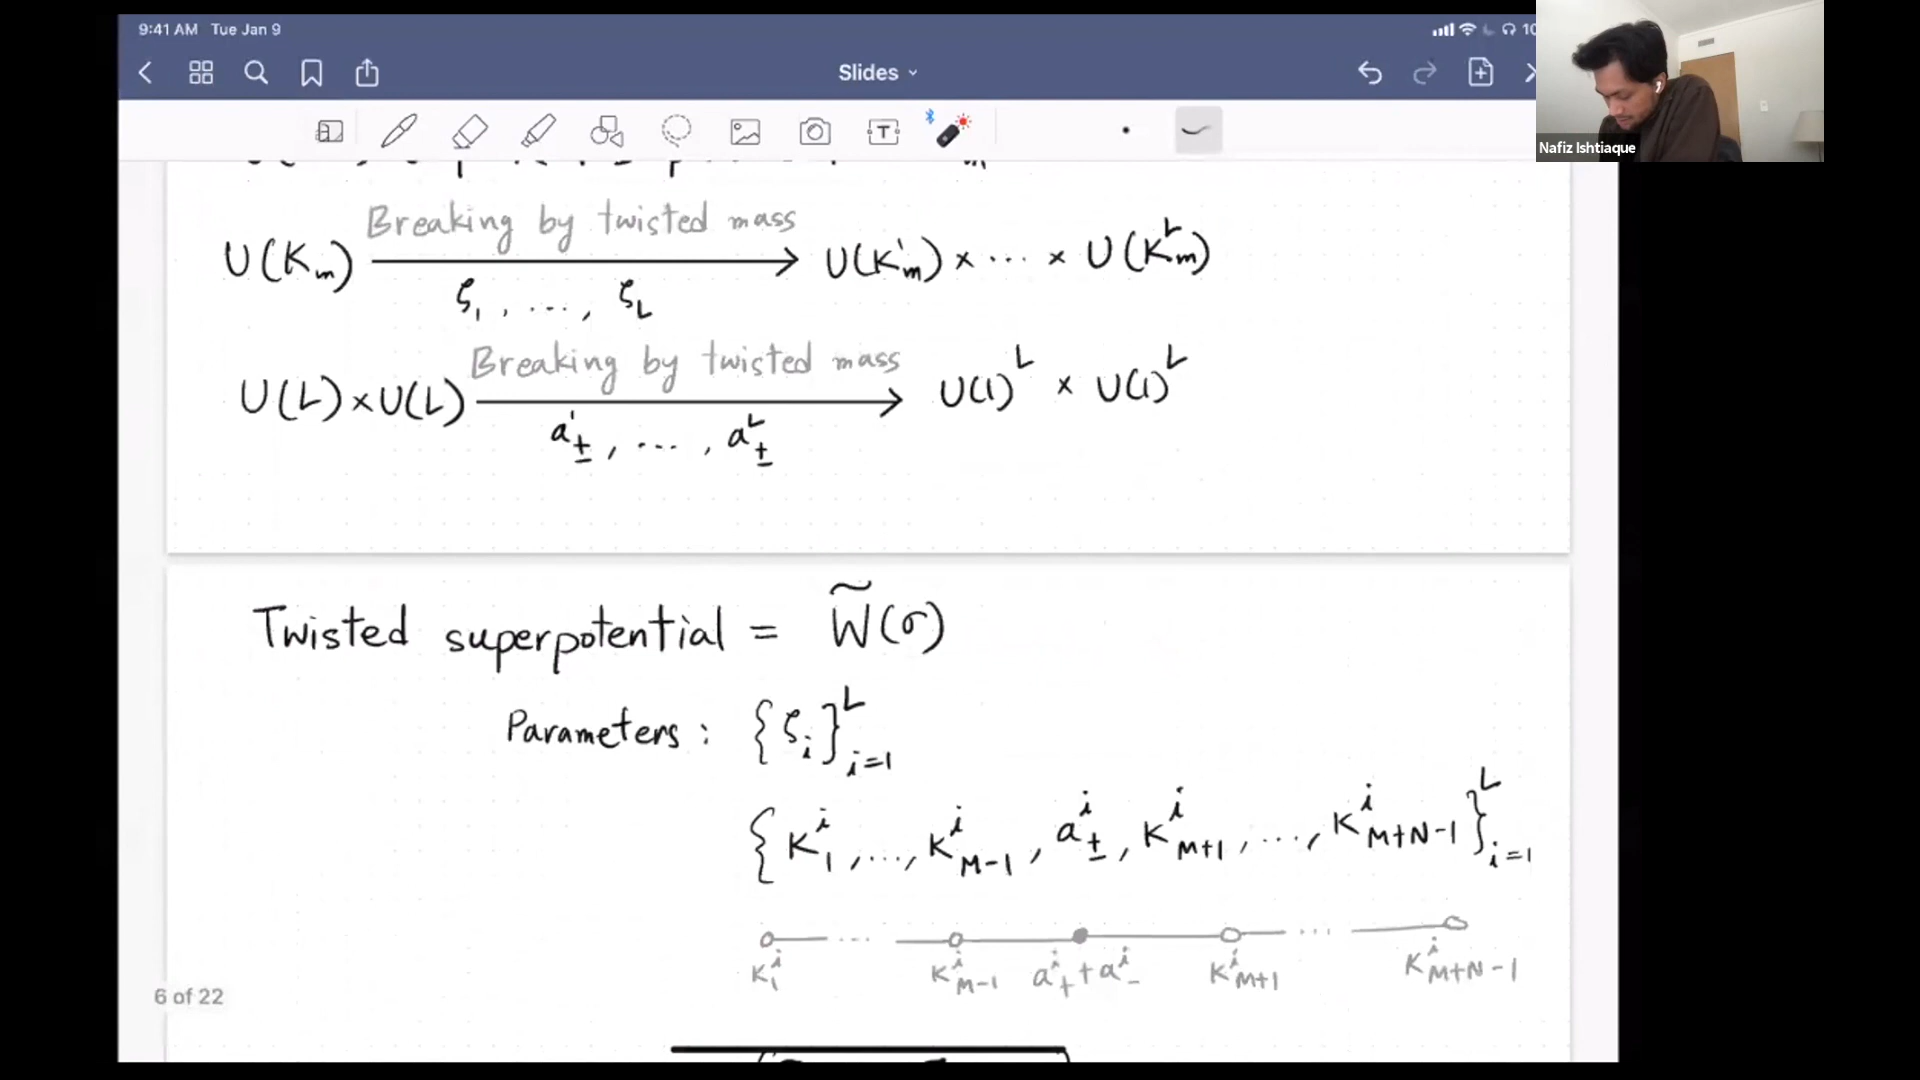 9:41 AM Tue Jan 9
Slides
Nafiz Ishtiaque
Breaking by twisted mass
U(K_m) → U(K^1_m) × ··· × U(K^L_m)
ζ_1, ..., ζ_L
Breaking by twisted mass
U(L)×U(L) → U(1)^L × U(1)^L
a^1_±, ..., a^L_±
Twisted superpotential = W̃(σ)
Parameters: {ζ_i}^L_{i=1}
{K^i_1, ..., K^i_{M-1}, a^i_±, K^i_{M+1}, ..., K^i_{M+N-1}}^L_{i=1}
K^i_1 K^i_{M-1} a^i_+ + a^i_- K^i_{M+1} K^i_{M+N-1}
6 of 22